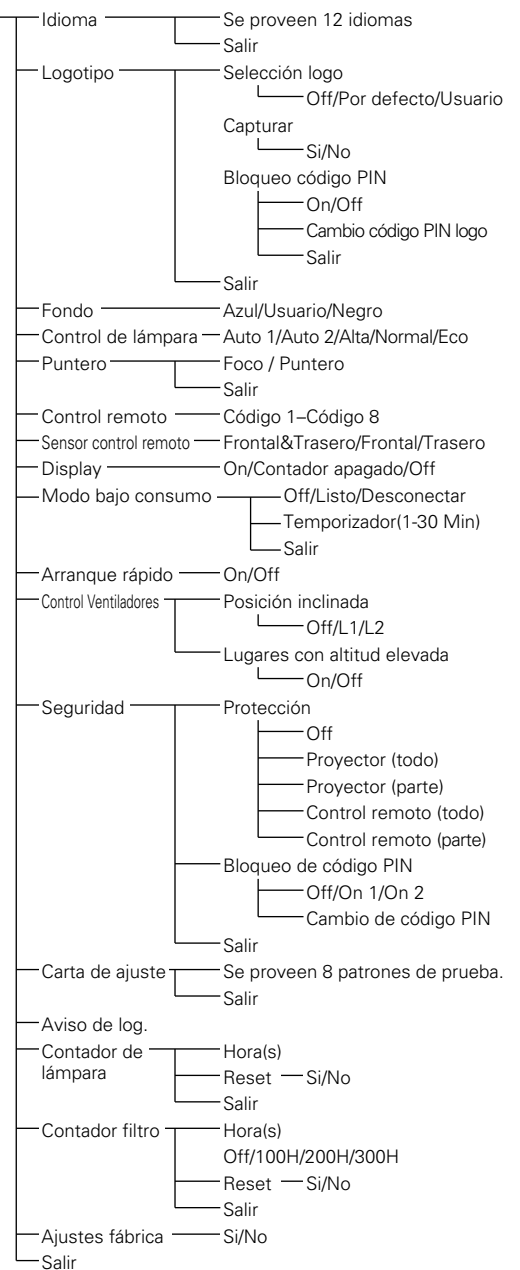 Idioma Se proveen 12 idiomas
Salir
Logotipo Selección logo
Off/Por defecto/Usuario
Capturar
Si/No
Bloqueo código PIN
On/Off
Cambio código PIN logo
Salir
Salir
Fondo Azul/Usuario/Negro
Control de lámpara Auto 1/Auto 2/Alta/Normal/Eco
Puntero Foco / Puntero
Salir
Control remoto Código 1–Código 8
Sensor control remoto Frontal&Trasero/Frontal/Trasero
Display On/Contador apagado/Off
Modo bajo consumo Off/Listo/Desconectar
Temporizador(1-30 Min)
Salir
Arranque rápido On/Off
Control Ventiladores Posición inclinada
Off/L1/L2
Lugares con altitud elevada
On/Off
Seguridad Protección
Off
Proyector (todo)
Proyector (parte)
Control remoto (todo)
Control remoto (parte)
Bloqueo de código PIN
Off/On 1/On 2
Cambio de código PIN
Salir
Carta de ajuste Se proveen 8 patrones de prueba.
Salir
Aviso de log.
Contador de Hora(s)
lámpara Reset Si/No
Salir
Contador filtro Hora(s)
Off/100H/200H/300H
Reset Si/No
Salir
Ajustes fábrica Si/No
Salir